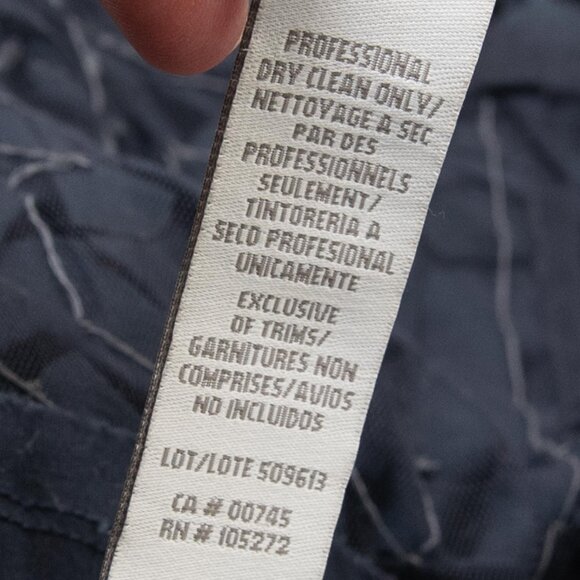 PROFESSIONAL
DRY CLEAN ONLY/
NETTOYAGE A SEC
PAR DES
PROFESSIONNELS
SEULEMENT/
TINTORERIA A
SECO PROFESIONAL
UNICAMENTE
EXCLUSIVE
OF TRIMS/
GARNITURES NON
COMPRISES/AVIOS
NO INCLUIDOS
LOT/LOTE 509613
CA # 00745
RN # 105272